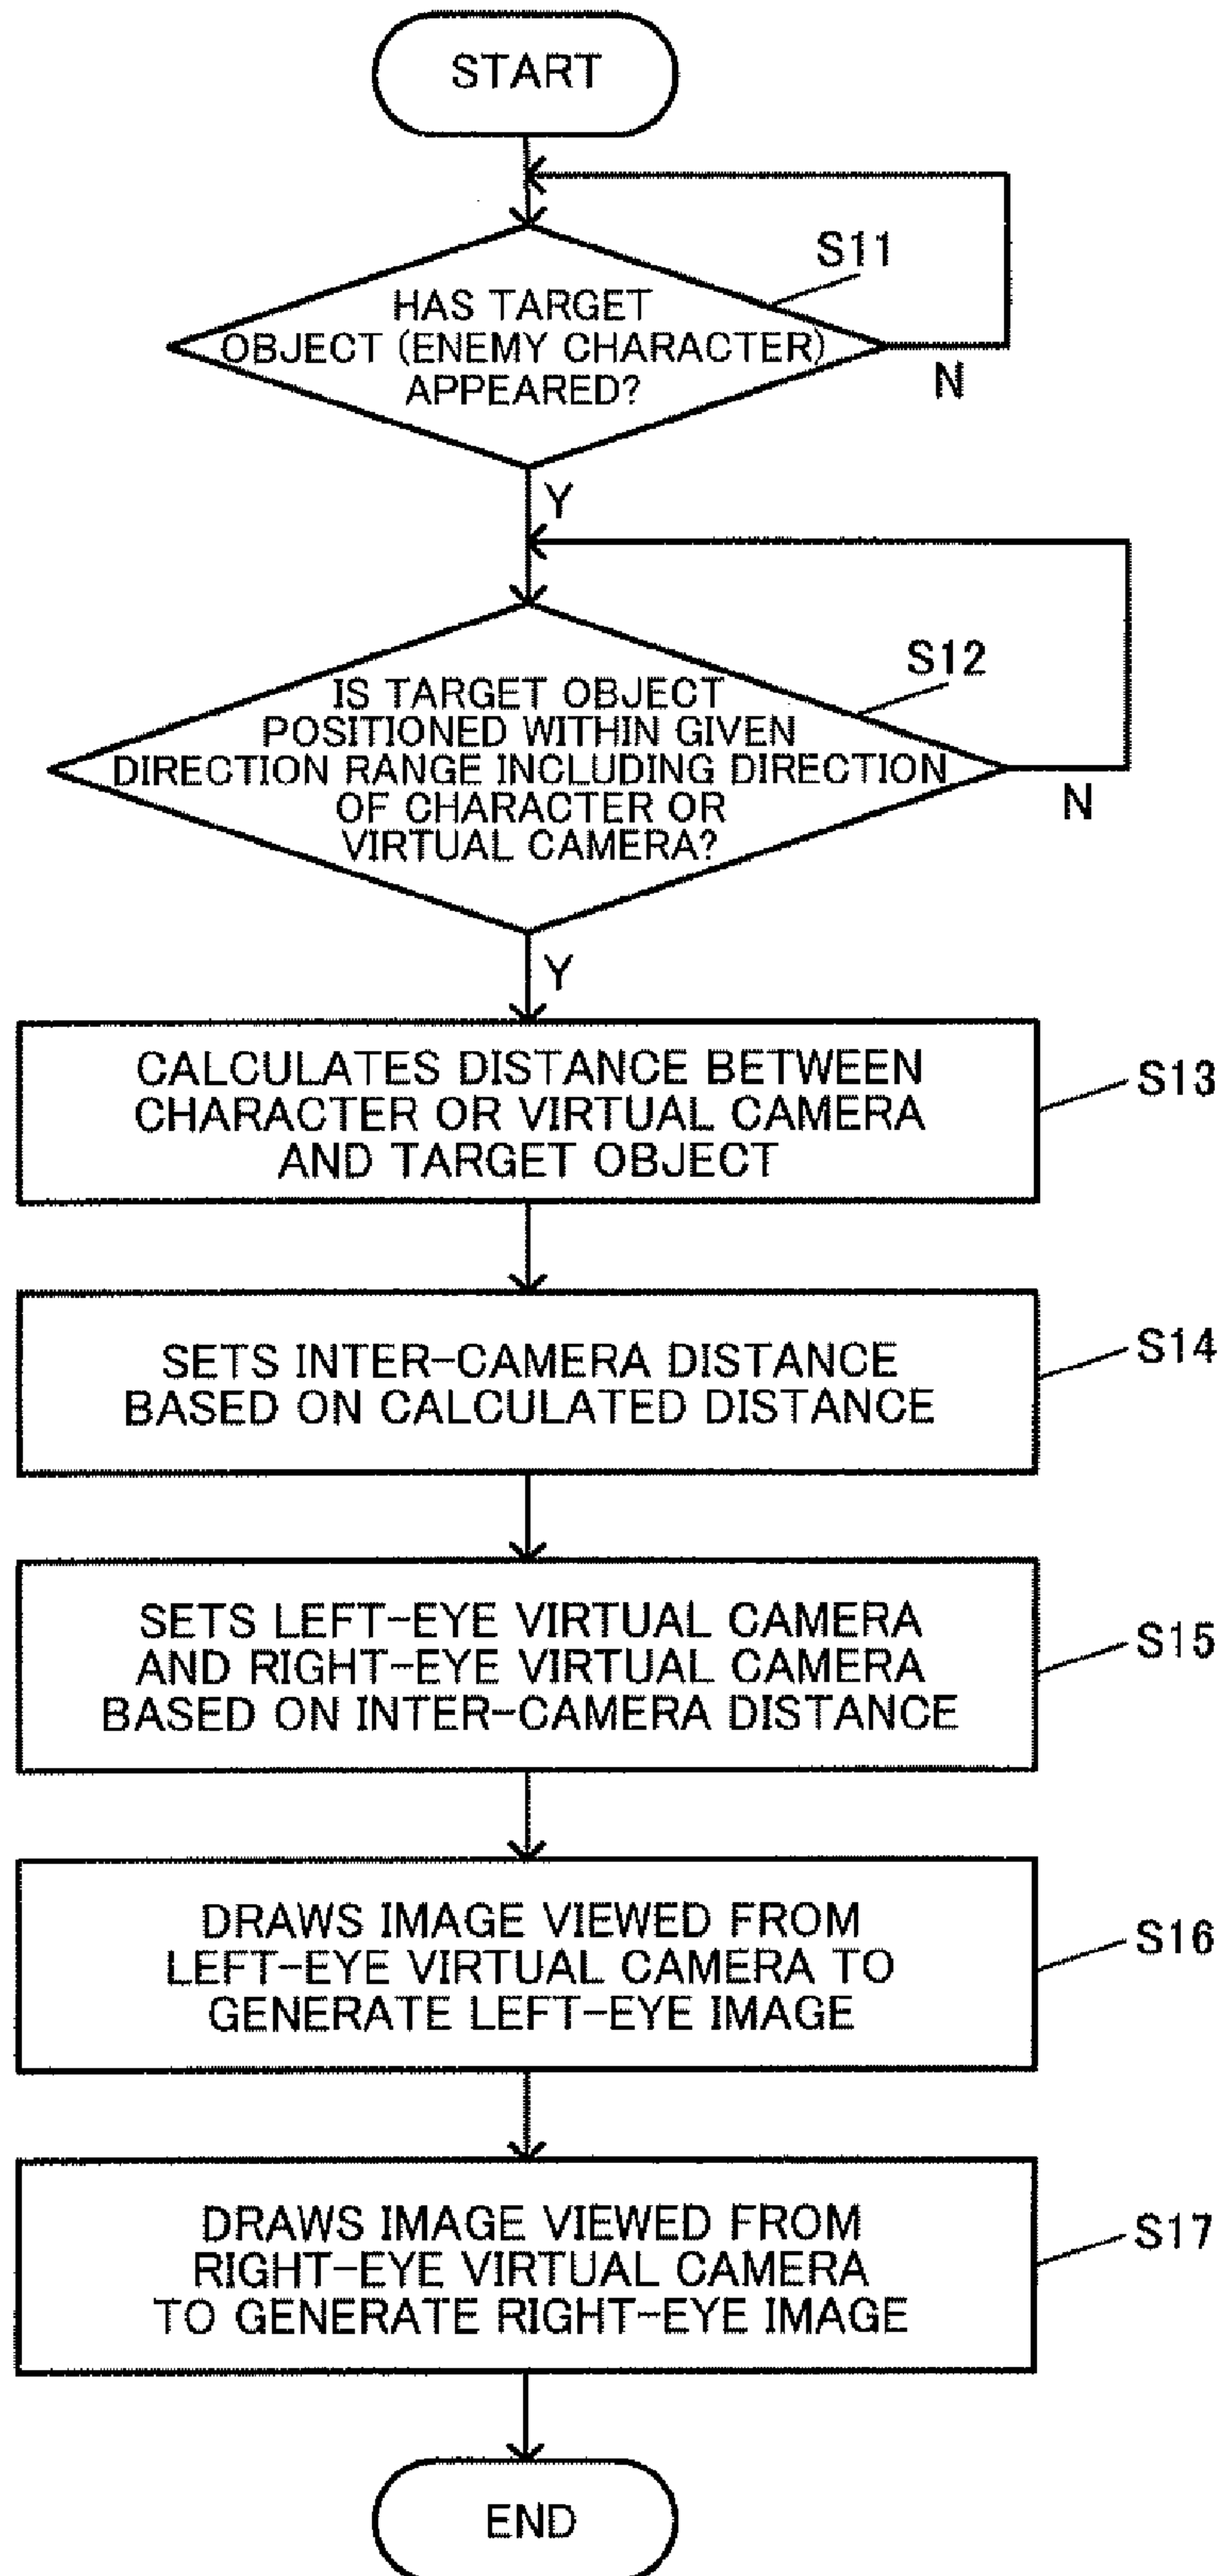 START
S11
HAS TARGET
OBJECT (ENEMY CHARACTER)
APPEARED?
N
Y
S12
IS TARGET OBJECT
POSITIONED WITHIN GIVEN
DIRECTION RANGE INCLUDING DIRECTION
OF CHARACTER OR
VIRTUAL CAMERA?
N
Y
CALCULATES DISTANCE BETWEEN
CHARACTER OR VIRTUAL CAMERA
AND TARGET OBJECT
S13
SETS INTER-CAMERA DISTANCE
BASED ON CALCULATED DISTANCE
S14
SETS LEFT-EYE VIRTUAL CAMERA
AND RIGHT-EYE VIRTUAL CAMERA
BASED ON INTER-CAMERA DISTANCE
S15
DRAWS IMAGE VIEWED FROM
LEFT-EYE VIRTUAL CAMERA TO
GENERATE LEFT-EYE IMAGE
S16
DRAWS IMAGE VIEWED FROM
RIGHT-EYE VIRTUAL CAMERA
TO GENERATE RIGHT-EYE IMAGE
S17
END